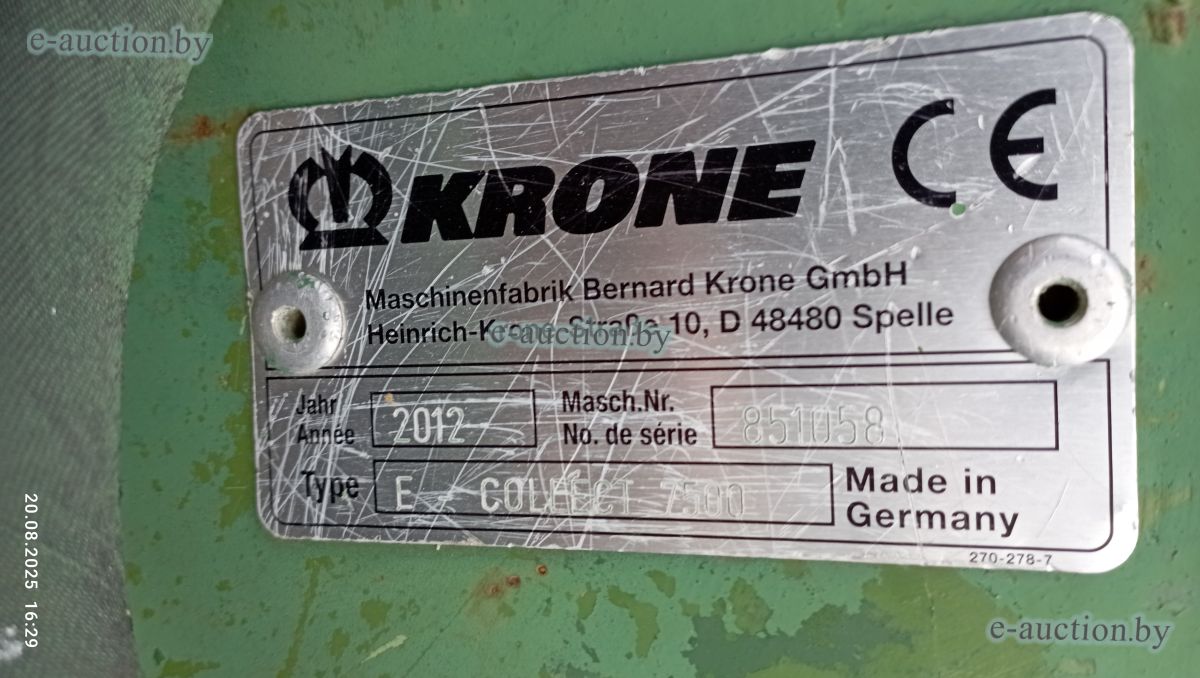 e-auction.by
KRONE
CE
Maschinenfabrik Bernard Krone GmbH
Heinrich-Krone-Straße 10, D 48480 Spelle
e-auction.by
Jahr
Année
2012
Masch.Nr.
No. de série
851058
Type
E - COLLECT 7500
Made in
Germany
270-278-7
20.08.2025 16:29
e-auction.by